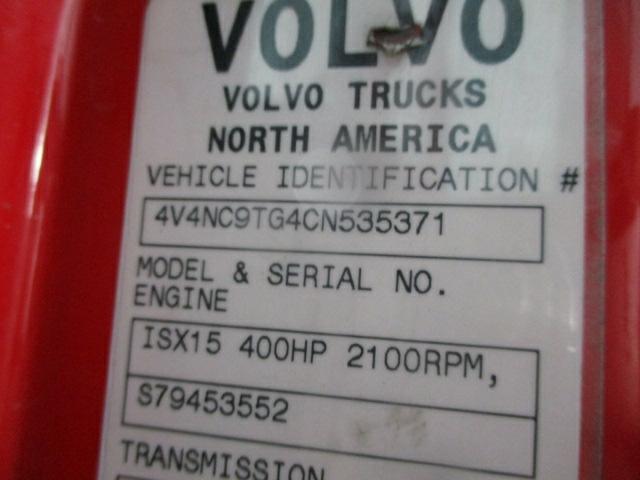 VOLVO
VOLVO TRUCKS
NORTH AMERICA
VEHICLE IDENTIFICATION #
4V4NC9TG4CN535371
MODEL & SERIAL NO.
ENGINE
ISX15 400HP 2100RPM,
S79453552
TRANSMISSION